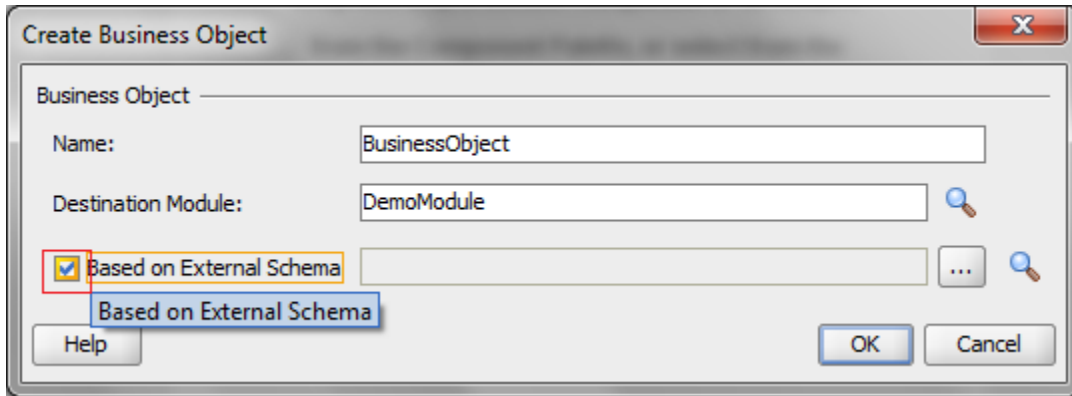 Create Business Object
Business Object
Name: BusinessObject
Destination Module: DemoModule
Based on External Schema ...
Based on External Schema
Help OK Cancel